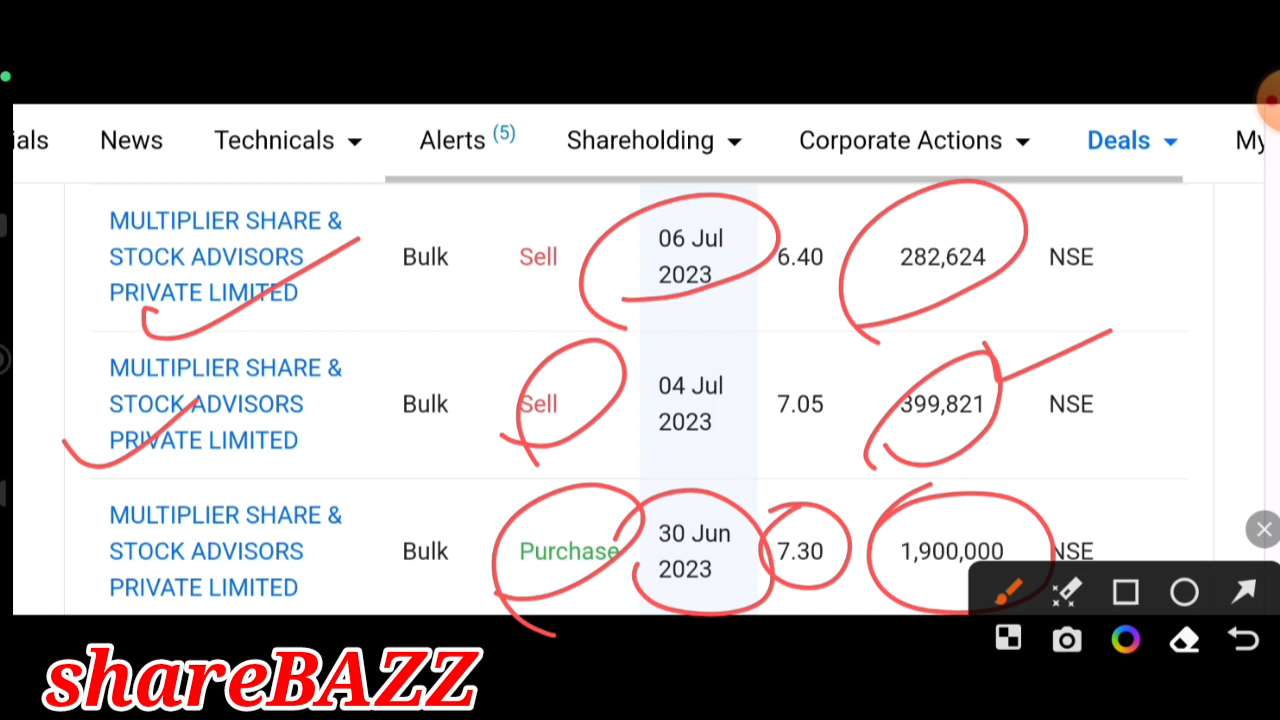 ials News Technicals Alerts (5) Shareholding Corporate Actions Deals My
MULTIPLIER SHARE &
STOCK ADVISORS
PRIVATE LIMITED
Bulk
Sell
06 Jul
2023
6.40
282,624
NSE
MULTIPLIER SHARE &
STOCK ADVISORS
PRIVATE LIMITED
Bulk
Sell
04 Jul
2023
7.05
399,821
NSE
MULTIPLIER SHARE &
STOCK ADVISORS
PRIVATE LIMITED
Bulk
Purchase
30 Jun
2023
7.30
1,900,000
NSE
shareBAZZ